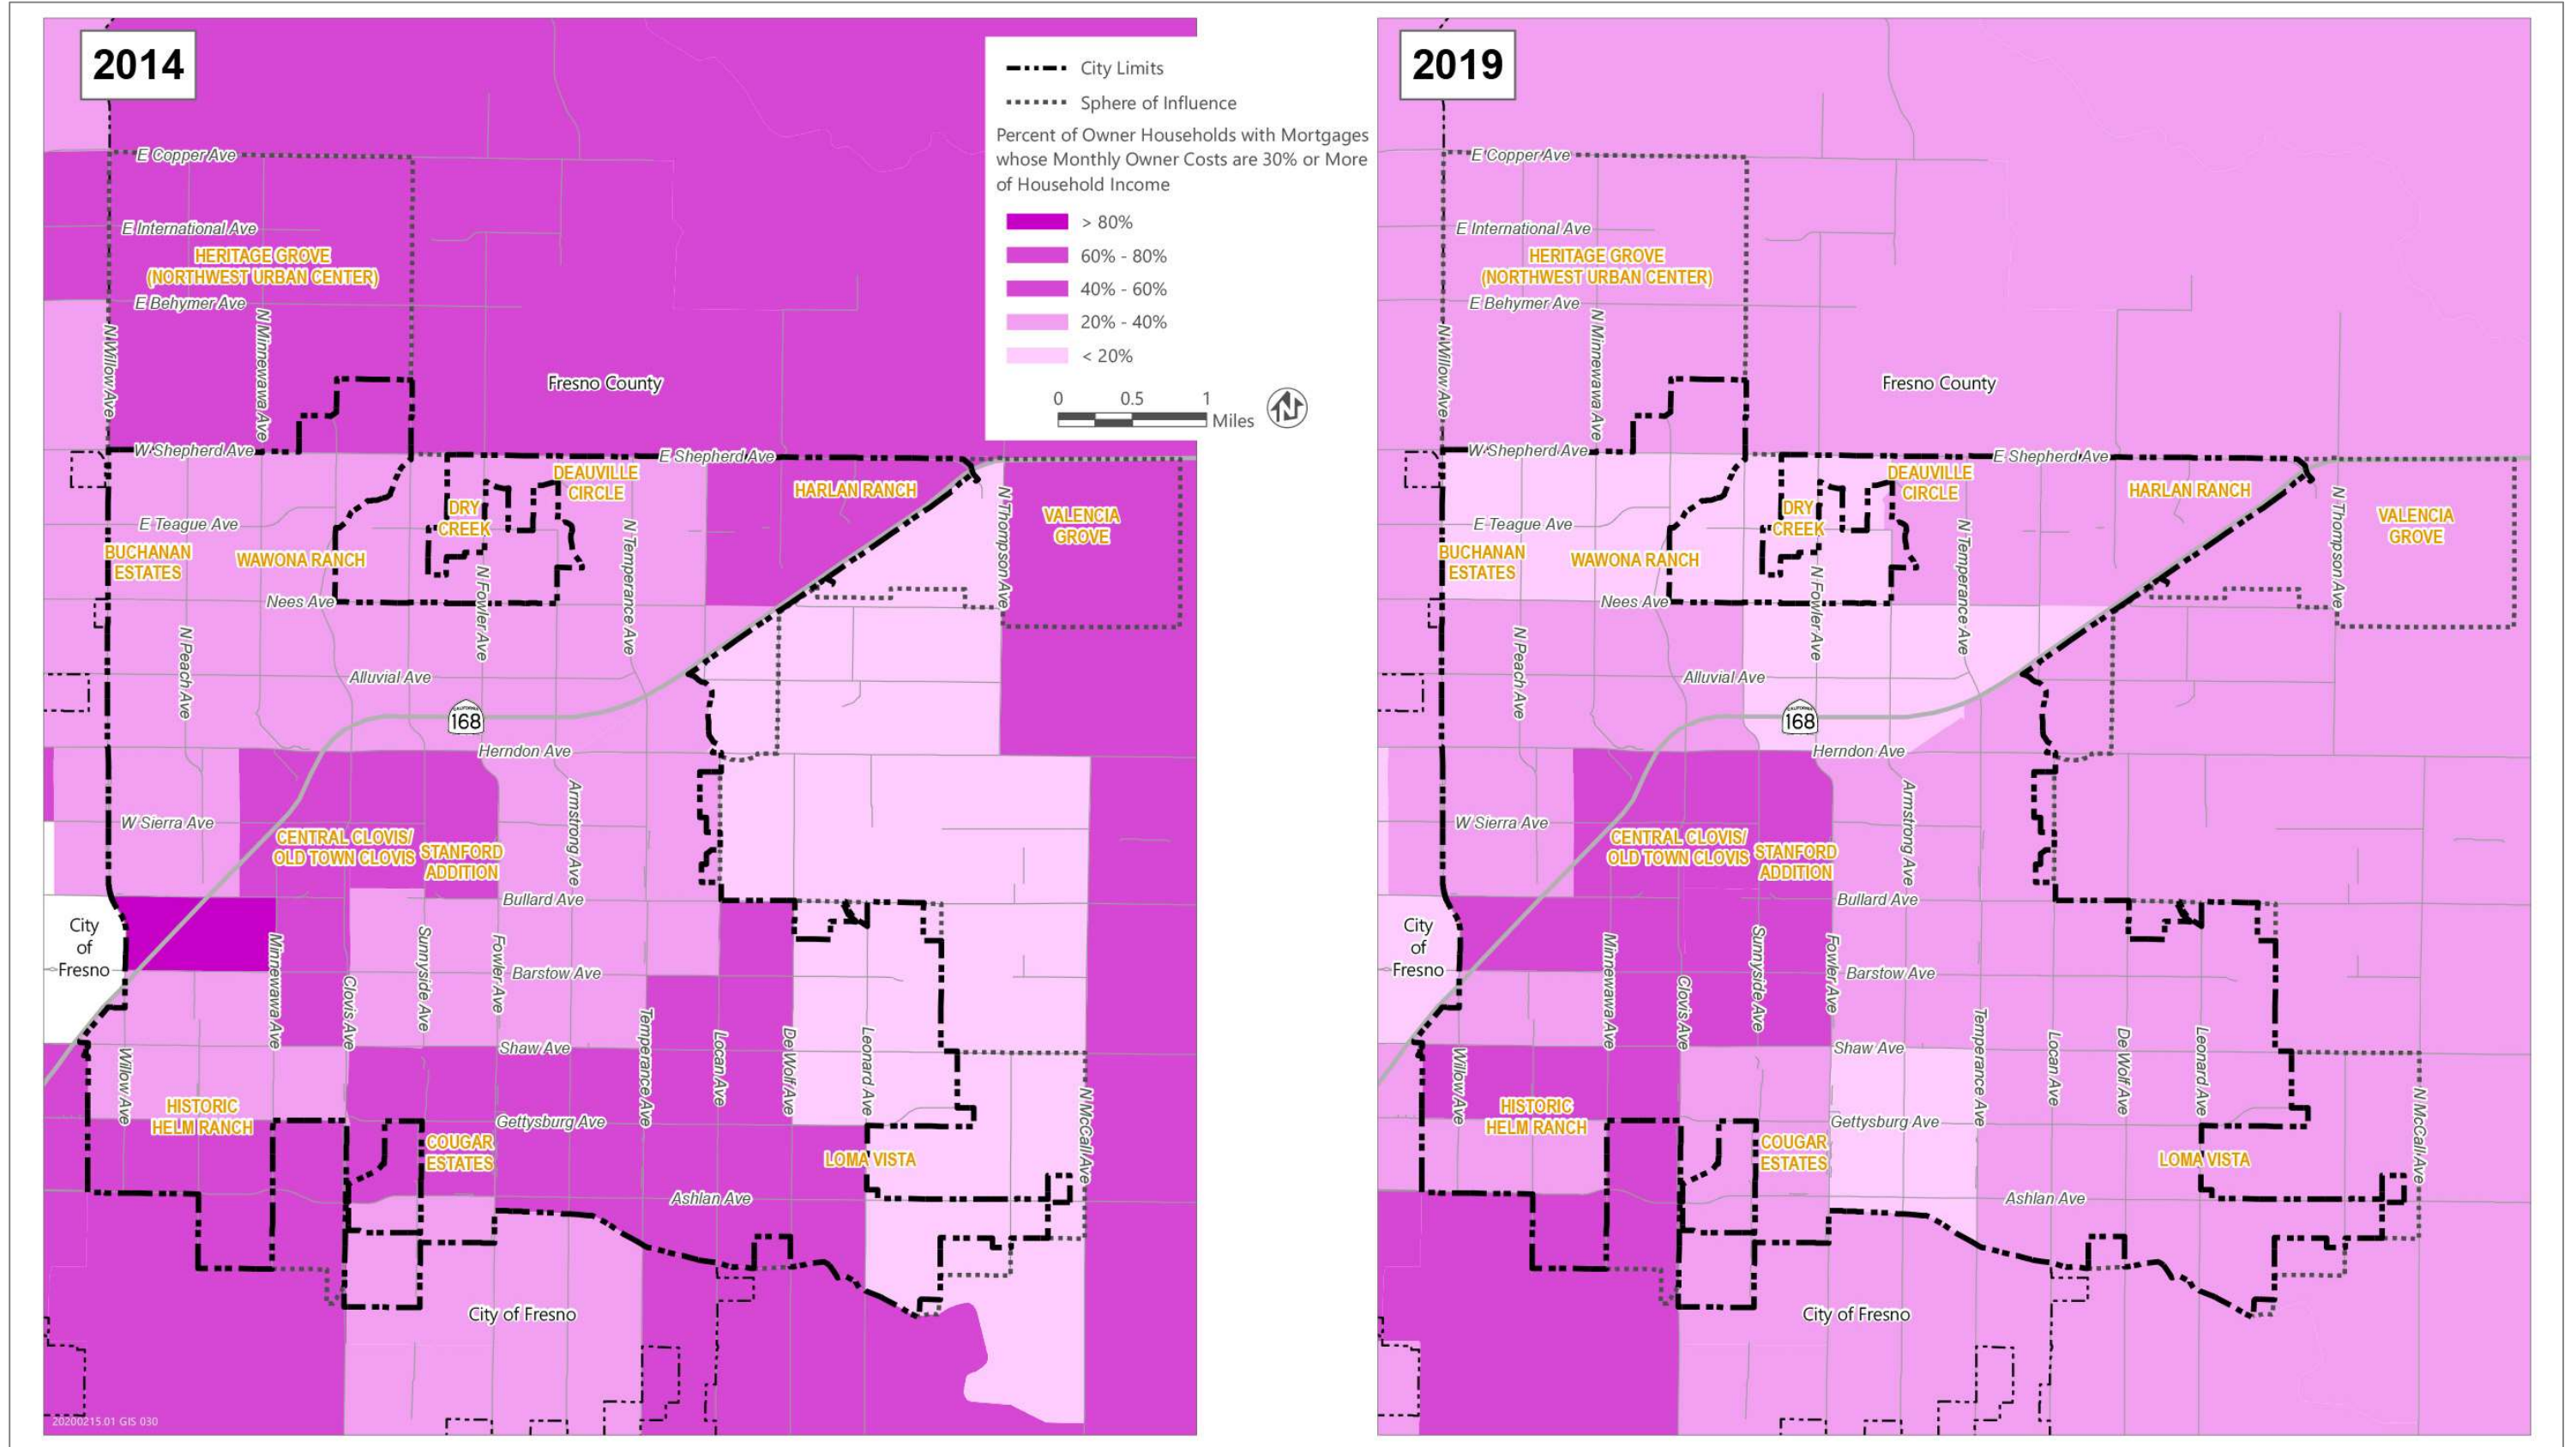 2014
City Limits
Sphere of Influence
Percent of Owner Households with Mortgages
whose Monthly Owner Costs are 30% or More
of Household Income
> 80%
60% - 80%
40% - 60%
20% - 40%
< 20%
0 0.5 1
Miles
N
E Copper Ave
E International Ave
HERITAGE GROVE
(NORTHWEST URBAN CENTER)
E Behymer Ave
N Willow Ave
N Minnewawa Ave
Fresno County
W Shepherd Ave
E Shepherd Ave
DEAUVILLE
CIRCLE
HARLAN RANCH
N Thompson Ave
VALENCIA
GROVE
DRY
CREEK
E Teague Ave
BUCHANAN
ESTATES
WAWONA RANCH
N Temperance Ave
N Fowler Ave
Nees Ave
N Peach Ave
Alluvial Ave
CALIFORNIA
168
Herndon Ave
Armstrong Ave
W Sierra Ave
CENTRAL CLOVIS/
OLD TOWN CLOVIS
STANFORD
ADDITION
Bullard Ave
City
of
Fresno
Minnewawa Ave
Clovis Ave
Sunnyside Ave
Fowler Ave
Barstow Ave
Temperance Ave
Locan Ave
De Wolf Ave
Leonard Ave
Shaw Ave
Willow Ave
HISTORIC
HELM RANCH
Gettysburg Ave
COUGAR
ESTATES
LOMA VISTA
N McCall Ave
Ashlan Ave
City of Fresno
20200215.01 GIS 030
2019
E Copper Ave
E International Ave
HERITAGE GROVE
(NORTHWEST URBAN CENTER)
E Behymer Ave
N Willow Ave
N Minnewawa Ave
Fresno County
W Shepherd Ave
E Shepherd Ave
DEAUVILLE
CIRCLE
HARLAN RANCH
N Thompson Ave
VALENCIA
GROVE
DRY
CREEK
E Teague Ave
BUCHANAN
ESTATES
WAWONA RANCH
N Temperance Ave
N Fowler Ave
Nees Ave
N Peach Ave
Alluvial Ave
CALIFORNIA
168
Herndon Ave
Armstrong Ave
W Sierra Ave
CENTRAL CLOVIS/
OLD TOWN CLOVIS
STANFORD
ADDITION
Bullard Ave
City
of
Fresno
Minnewawa Ave
Clovis Ave
Sunnyside Ave
Fowler Ave
Barstow Ave
Temperance Ave
Locan Ave
De Wolf Ave
Leonard Ave
Shaw Ave
Willow Ave
HISTORIC
HELM RANCH
Gettysburg Ave
COUGAR
ESTATES
LOMA VISTA
N McCall Ave
Ashlan Ave
City of Fresno